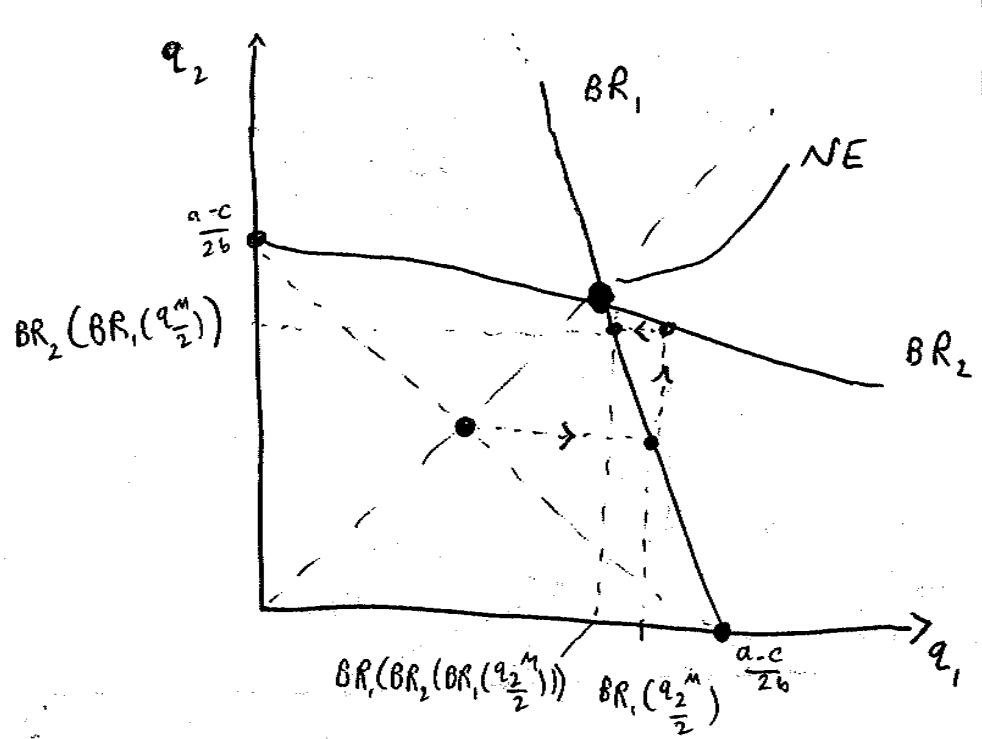 q₂
BR₁
NE
a-c
2b
BR₂(BR₁(qᴹ/2))
BR₂
BR₁(BR₂(BR₁(q₂ᴹ/2)))
BR₁(q₂ᴹ/2)
a-c
2b
q₁